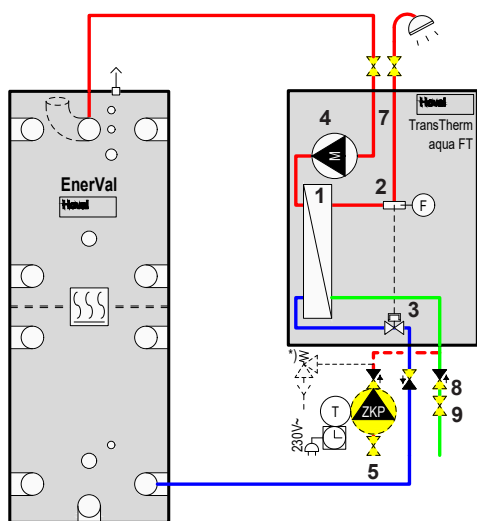 4
7
Hoval
TransTherm
aqua FT
M
1
2
F
EnerVal
Hoval
3
*)
8
T
ZKP
9
230V~
5